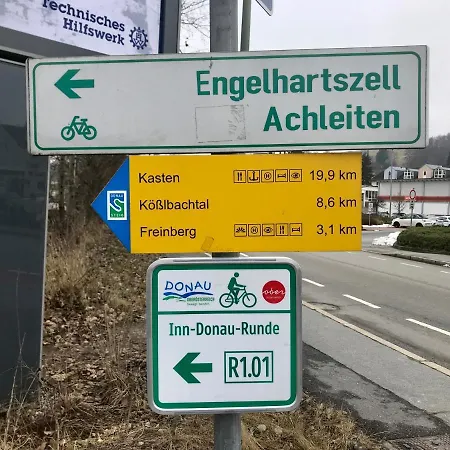 Technisches
Hilfswerk
Engelhartszell
Achleiten
Kasten 19,9 km
Kößlbachtal 8,6 km
Freinberg 3,1 km
DONAU
Inn-Donau-Runde
R1.01